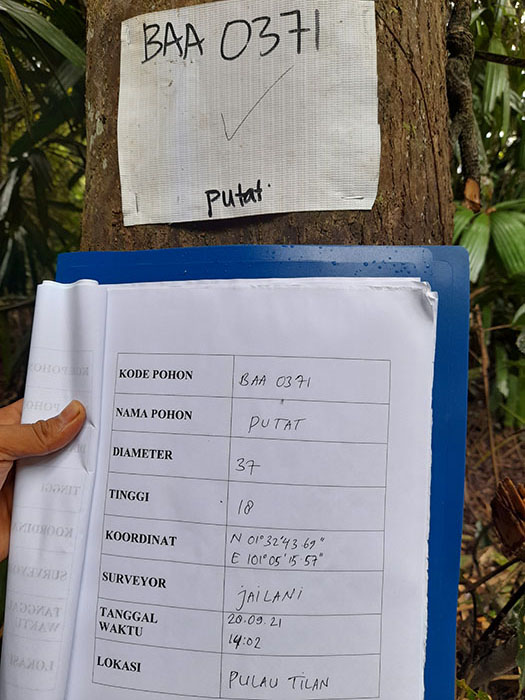 BAA 0371
putat
KODE POHON BAA 0371
NAMA POHON PUTAT
DIAMETER 37
TINGGI 18
KOORDINAT N 01°32'43.69"
E 101°05'15.57"
SURVEYOR JAILANI
TANGGAL 20.09.21
WAKTU 14:02
LOKASI PULAU TILAN